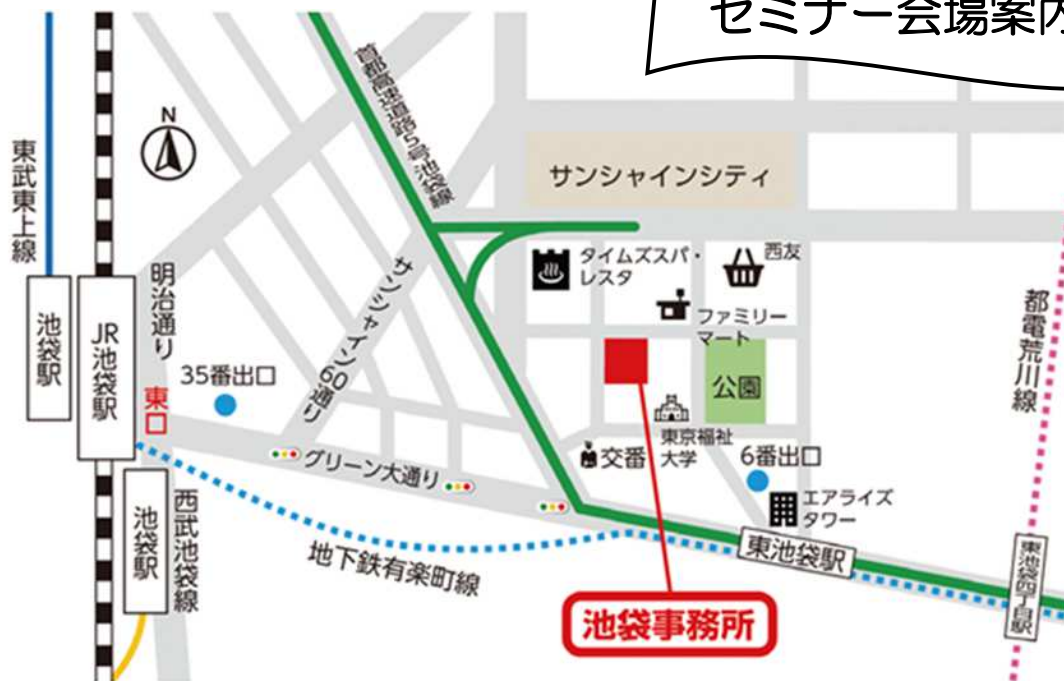 セミナー会場案内
首都高速道路5号池袋線
N
東武東上線
サンシャインシティ
タイムズスパ・
レスタ
西友
サンシャイン60通り
明治通り
都電荒川線
池袋駅
JR
池袋駅
ファミリー
マート
35番出口
東口
公園
東京福祉
大学
交番
6番出口
グリーン大通り
エアライズ
タワー
池袋駅
西武池袋線
地下鉄有楽町線
東池袋駅
東池袋四丁目駅
池袋事務所